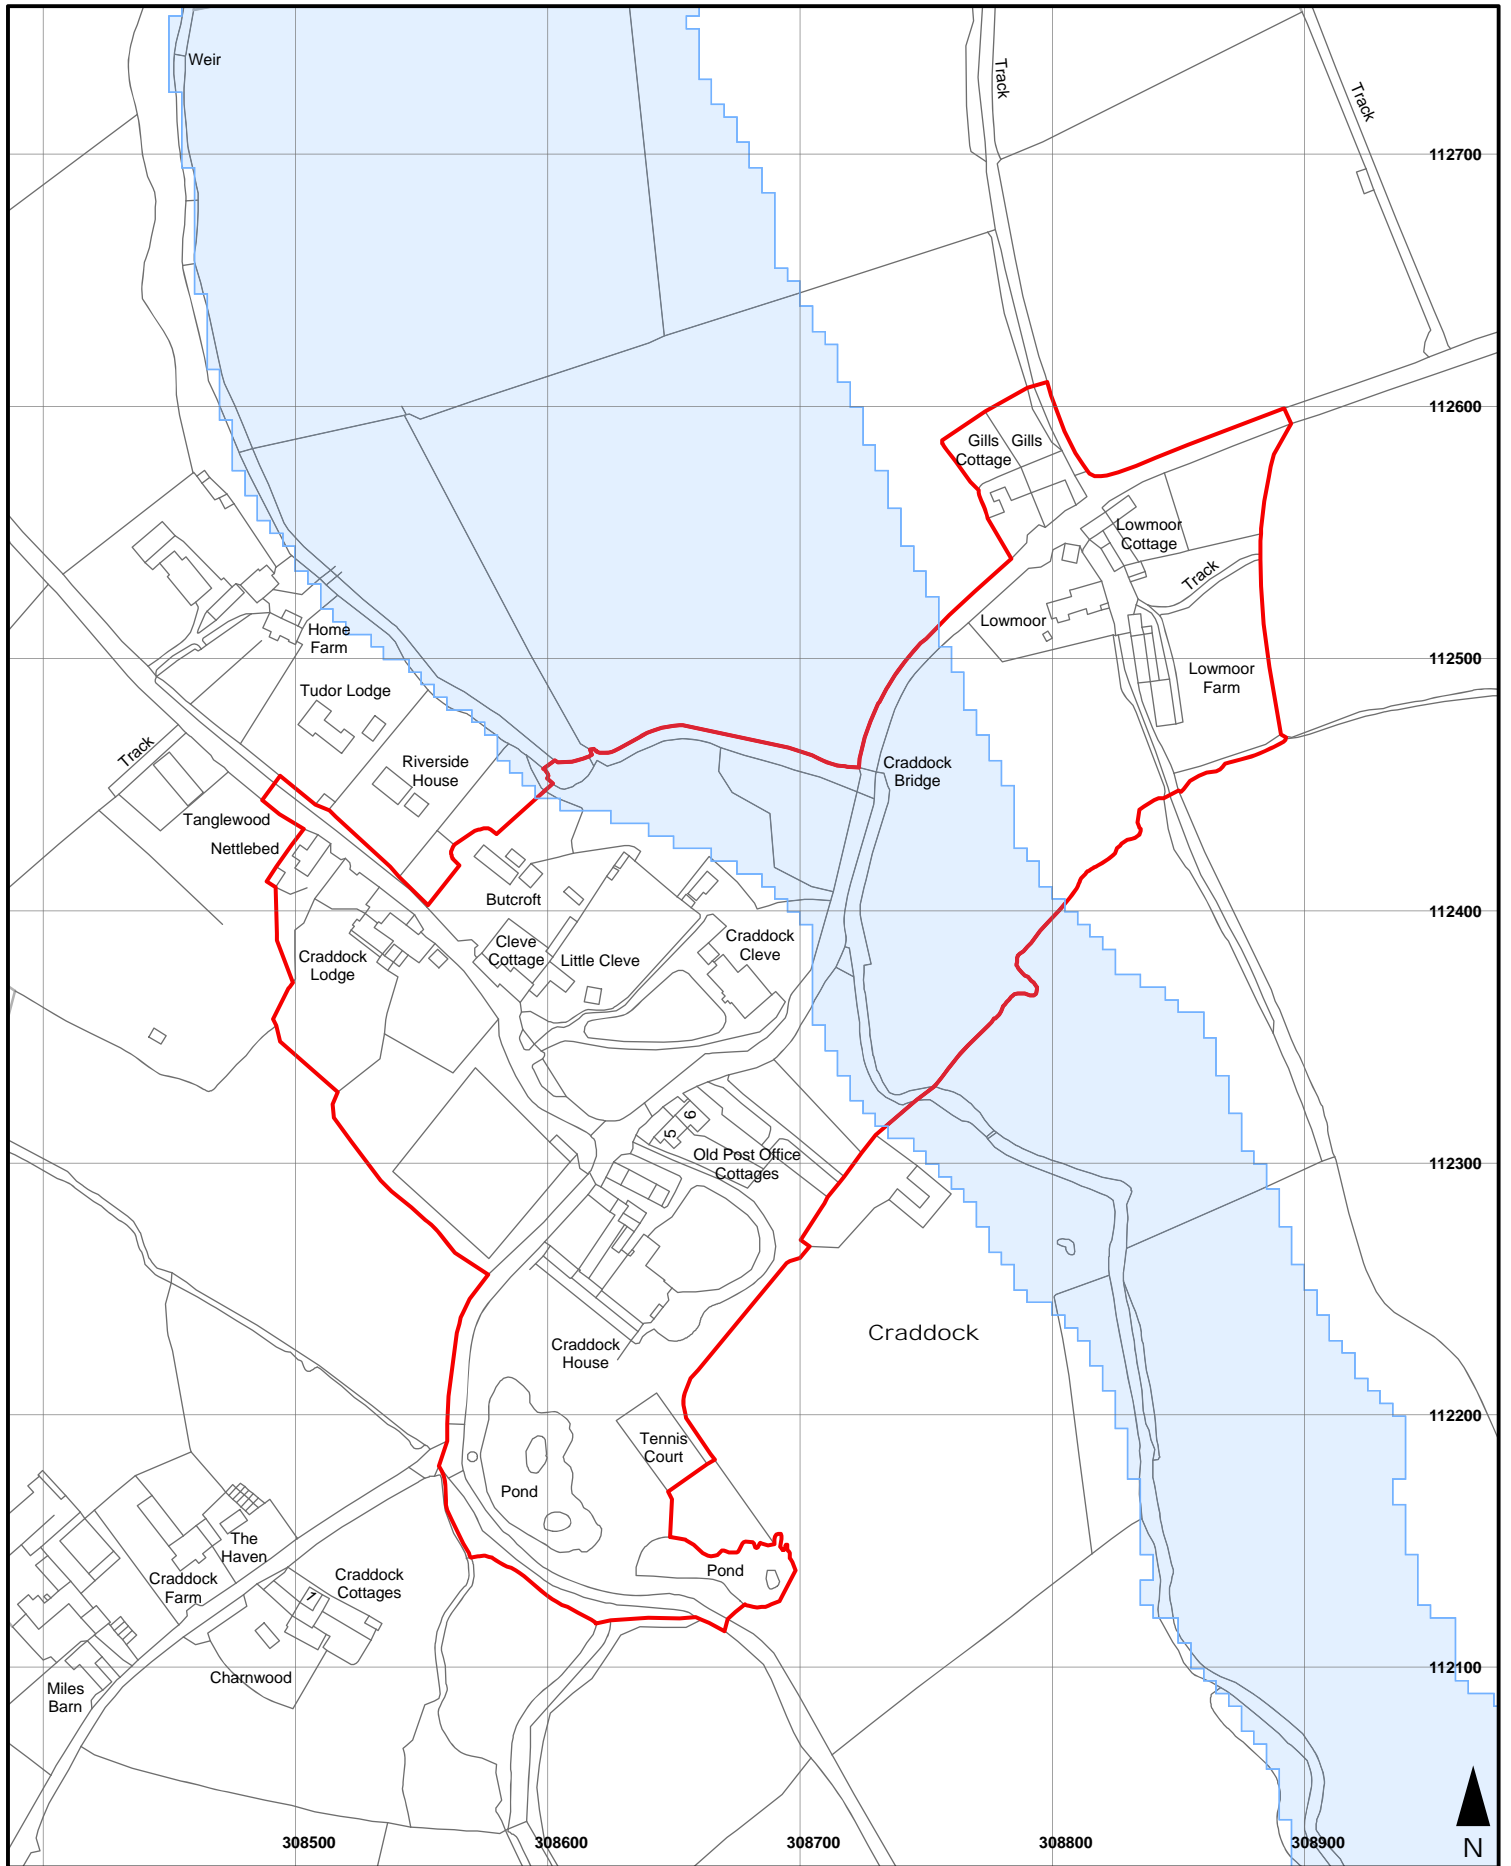 Weir
Track
Track
112700
112600
Gills
Cottage
Gills
Lowmoor
Cottage
Track
Lowmoor
Home
Farm
112500
Lowmoor
Farm
Tudor Lodge
Track
Riverside
House
Craddock
Bridge
Tanglewood
Nettlebed
Butcroft
112400
Craddock
Lodge
Cleve
Cottage
Little Cleve
Craddock
Cleve
5
6
Old Post Office
Cottages
112300
Craddock
Craddock
House
112200
Tennis
Court
Pond
Pond
The
Haven
Craddock
Farm
Craddock
Cottages
1
Charnwood
Miles
Barn
112100
308500
308600
308700
308800
308900
N